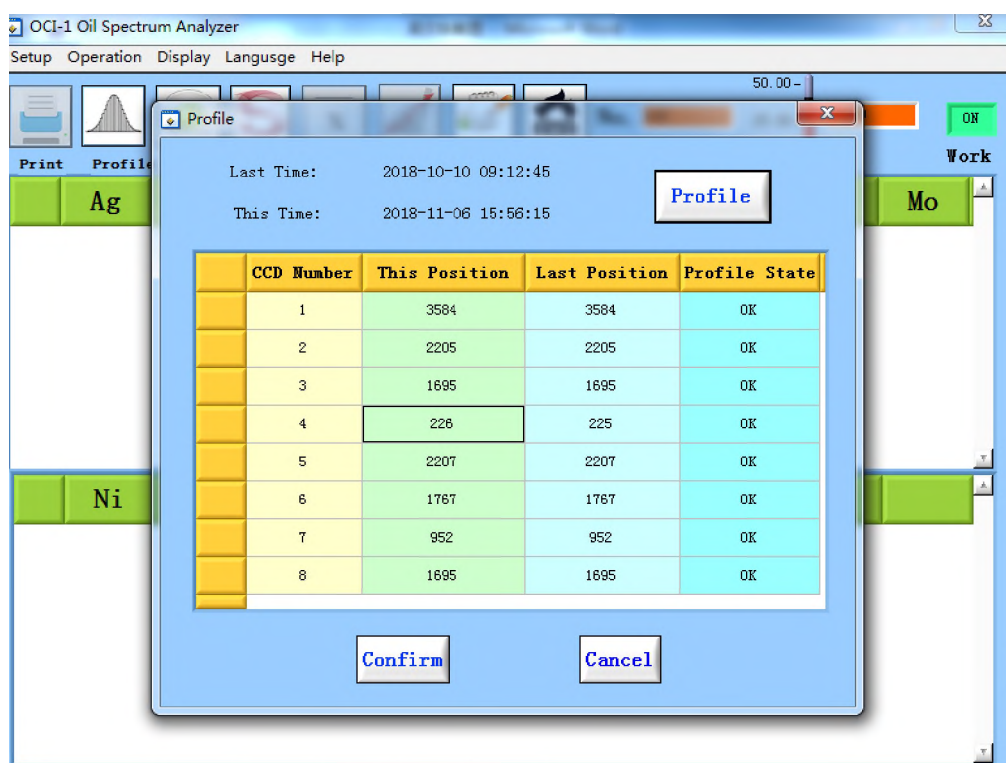 OCI-1 Oil Spectrum Analyzer
Setup Operation Display Langusge Help
50.00
Profile
ON
Print Profile
Work
Last Time: 2018-10-10 09:12:45
Profile
This Time: 2018-11-06 15:56:15
Ag Mo
CCD Number This Position Last Position Profile State
1 3584 3584 OK
2 2205 2205 OK
3 1695 1695 OK
4 226 225 OK
5 2207 2207 OK
6 1767 1767 OK
7 952 952 OK
8 1695 1695 OK
Ni
Confirm Cancel